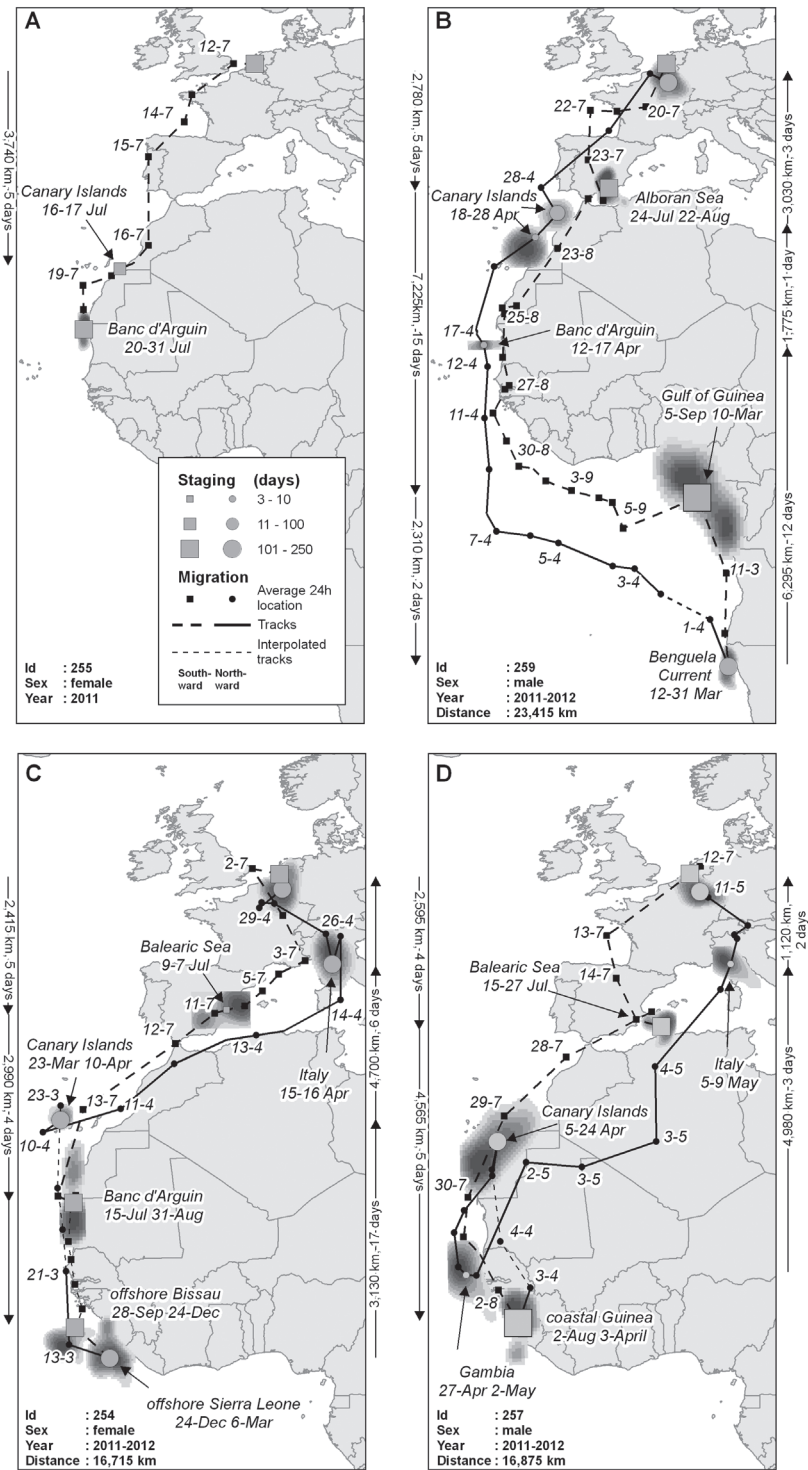 A
12-7
14-7
15-7
Canary Islands
16-17 Jul
16-7
19-7
Banc d'Arguin
20-31 Jul
3,740 km,-5 days
Staging (days)
3 - 10
11 - 100
101 - 250
Migration
Average 24h
location
Tracks
Interpolated
tracks
South- North-
ward ward
Id : 255
Sex : female
Year : 2011
B
2,780 km,-5 days
7,225km,-15 days
2,310 km,-2 days
22-7
20-7
23-7
28-4
Canary Islands
18-28 Apr
Alboran Sea
24-Jul 22-Aug
23-8
25-8
17-4
Banc d'Arguin
12-17 Apr
12-4
27-8
11-4
Gulf of Guinea
5-Sep 10-Mar
30-8
3-9
5-9
7-4
5-4
3-4
11-3
1-4
Benguela
Current
12-31 Mar
3,030 km,-3 days
1,775 km,-1 day
6,295 km,-12 days
Id : 259
Sex : male
Year : 2011-2012
Distance : 23,415 km
C
2,415 km,-5 days
2,990 km,-4 days
2-7
29-4
26-4
Balearic Sea
9-7 Jul
3-7
5-7
11-7
14-4
12-7
13-4
Canary Islands
23-Mar 10-Apr
Italy
15-16 Apr
23-3
13-7
11-4
10-4
Banc d'Arguin
15-Jul 31-Aug
21-3
offshore Bissau
28-Sep 24-Dec
13-3
offshore Sierra Leone
24-Dec 6-Mar
4,700 km,-6 days
3,130 km,-17 days
Id : 254
Sex : female
Year : 2011-2012
Distance : 16,715 km
D
2,595 km,-4 days
4,565 km,-5 days
12-7
11-5
13-7
14-7
Balearic Sea
15-27 Jul
28-7
4-5
Italy
5-9 May
29-7
Canary Islands
5-24 Apr
3-5
2-5
3-5
30-7
4-4
3-4
2-8
coastal Guinea
2-Aug 3-April
Gambia
27-Apr 2-May
1,120 km,-
2 days
4,980 km,-3 days
Id : 257
Sex : male
Year : 2011-2012
Distance : 16,875 km